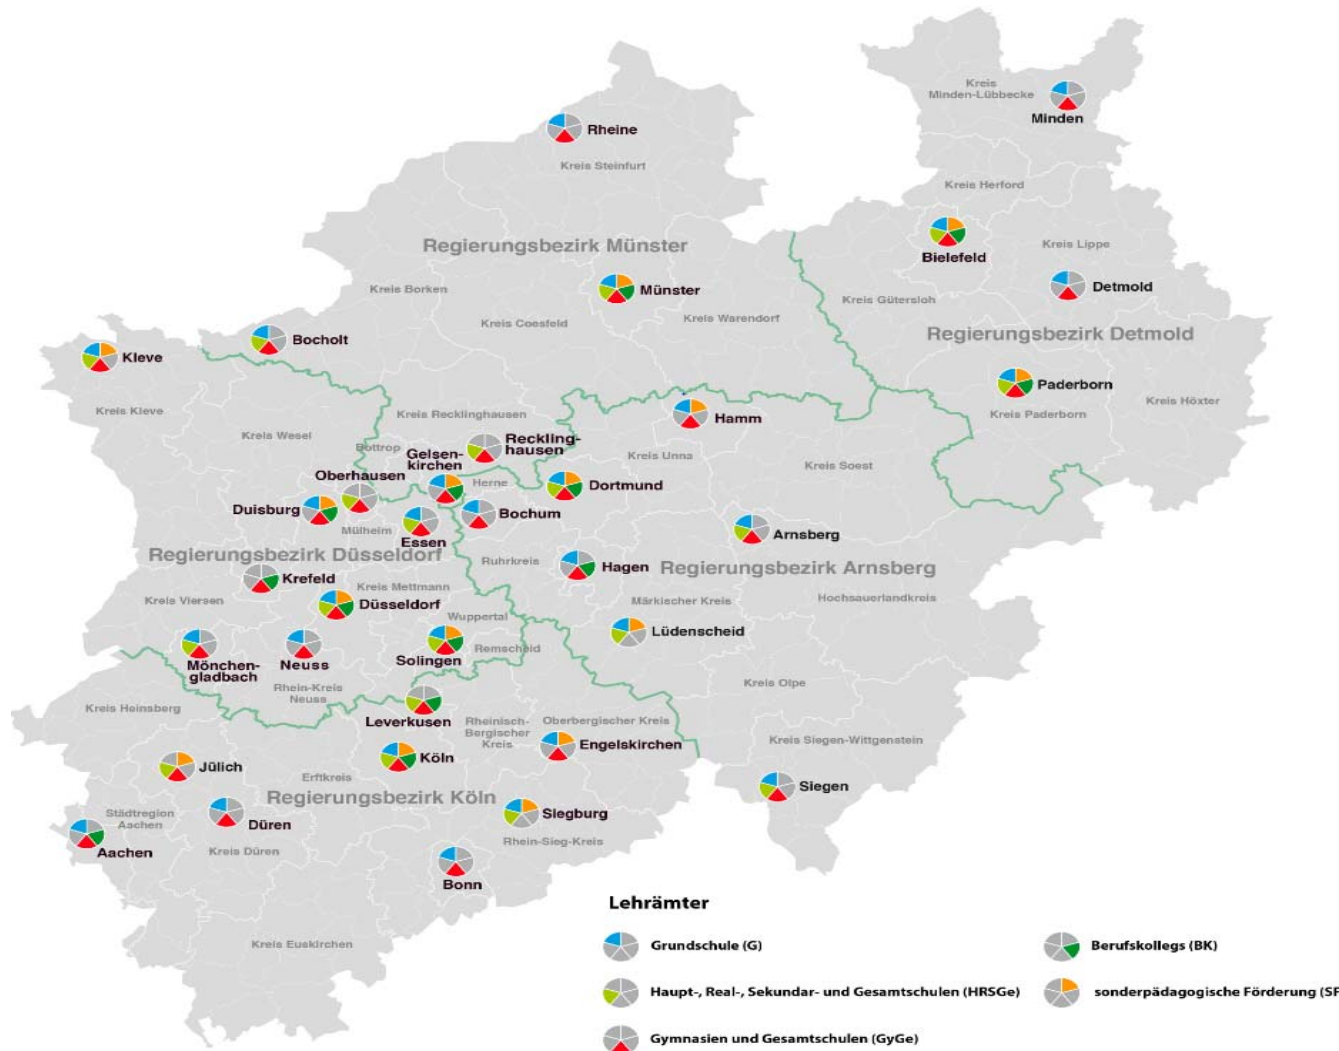 Kreis
Minden-Lübbecke
Minden
Rheine
Kreis Steinfurt
Kreis Herford
Regierungsbezirk Münster
Bielefeld
Kreis Lippe
Münster
Detmold
Kreis Borken
Kreis Gütersloh
Kreis Coesfeld
Kreis Warendorf
Regierungsbezirk Detmold
Bocholt
Kleve
Paderborn
Kreis Kleve
Kreis Recklinghausen
Hamm
Kreis Paderborn
Kreis Höxter
Kreis Wesel
Bottrop
Reckling-
hausen
Gelsen-
kirchen
Kreis Unna
Kreis Soest
Oberhausen
Herne
Dortmund
Duisburg
Bochum
Mülheim
Essen
Arnsberg
Regierungsbezirk Düsseldorf
Ruhrkreis
Hagen
Regierungsbezirk Arnsberg
Krefeld
Kreis Mettmann
Kreis Viersen
Düsseldorf
Märkischer Kreis
Hochsauerlandkreis
Wuppertal
Lüdenscheid
Mönchen-
gladbach
Neuss
Solingen
Remscheid
Rhein-Kreis
Neuss
Kreis Olpe
Kreis Heinsberg
Leverkusen
Rheinisch-
Bergischer
Kreis
Oberbergischer Kreis
Kreis Siegen-Wittgenstein
Engelskirchen
Köln
Jülich
Erftkreis
Siegen
Regierungsbezirk Köln
Städtregion
Aachen
Düren
Siegburg
Aachen
Kreis Düren
Rhein-Sieg-Kreis
Bonn
Kreis Euskirchen
Lehrämter
Grundschule (G)
Berufskollegs (BK)
Haupt-, Real-, Sekundar- und Gesamtschulen (HRSGe)
sonderpädagogische Förderung (SF
Gymnasien und Gesamtschulen (GyGe)